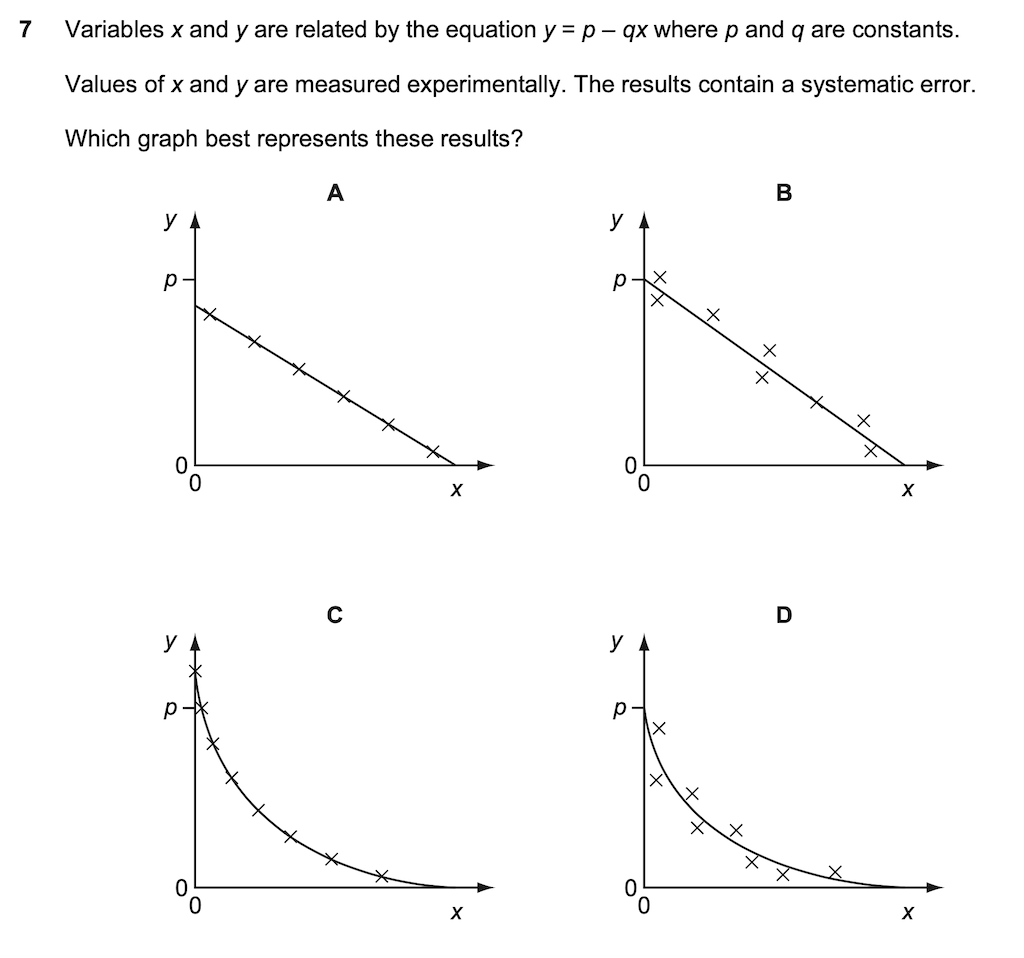 7 Variables x and y are related by the equation y = p – qx where p and q are constants.
Values of x and y are measured experimentally. The results contain a systematic error.
Which graph best represents these results?
A
y
p
0
0
x
B
y
p
0
0
x
C
y
p
0
0
x
D
y
p
0
0
x